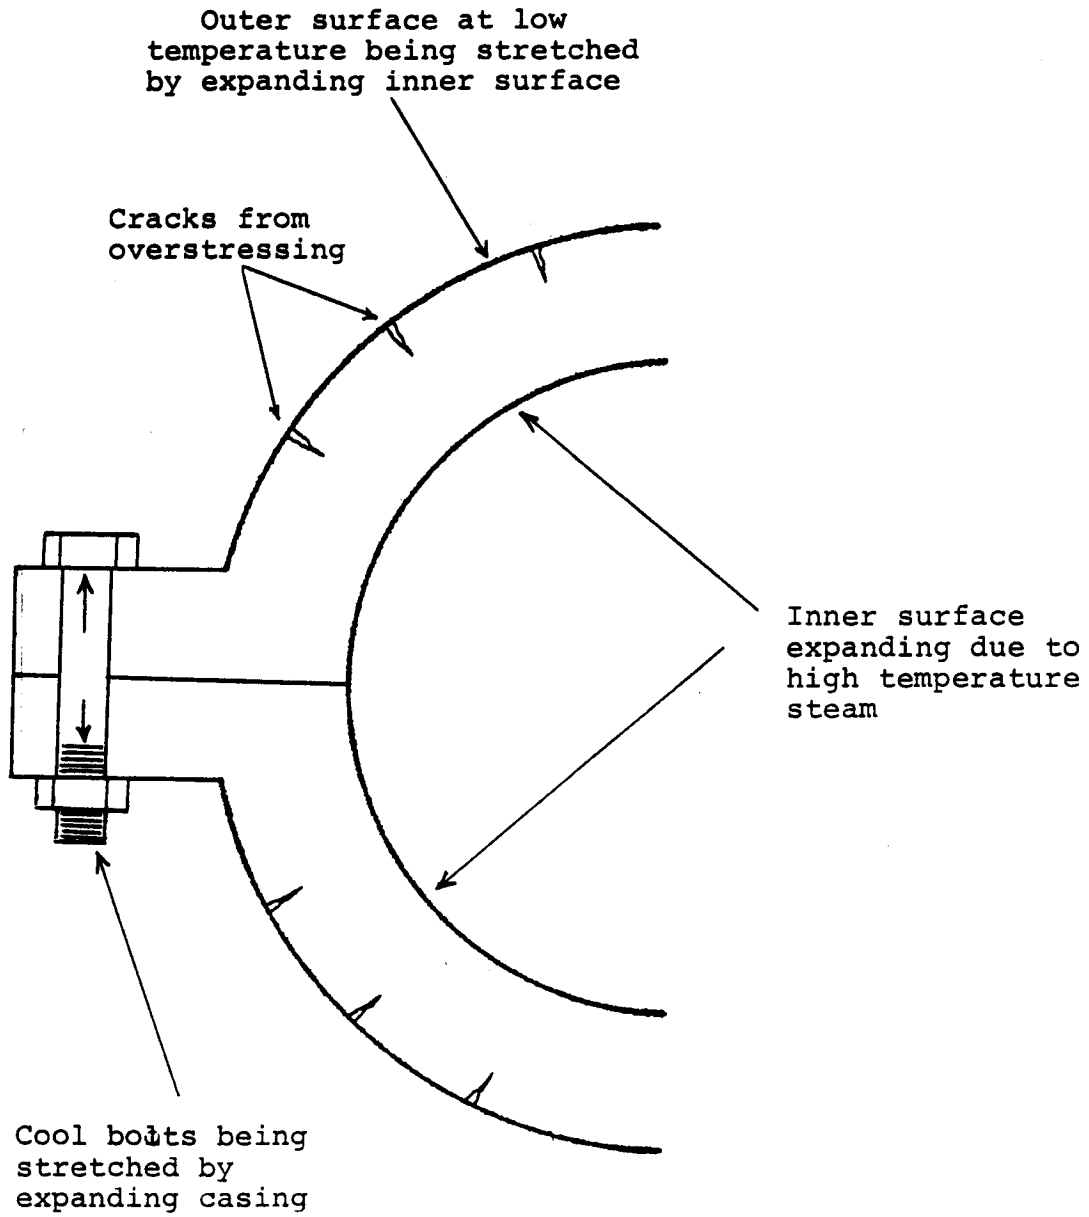 Outer surface at low
temperature being stretched
by expanding inner surface
Cracks from
overstressing
Inner surface
expanding due to
high temperature
steam
Cool bolts being
stretched by
expanding casing